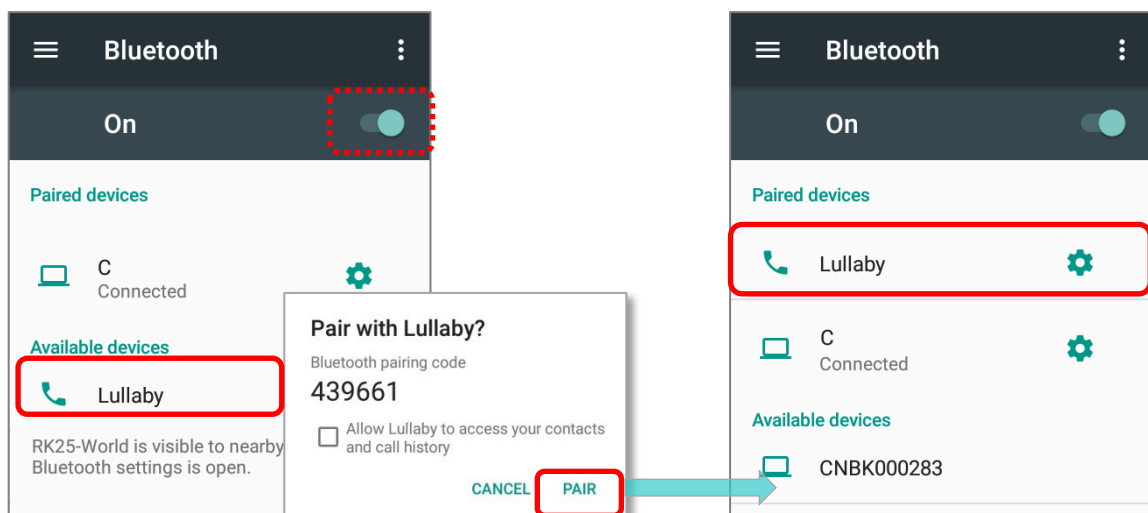 Bluetooth
On
Paired devices
C
Connected
Available devices
Lullaby
RK25-World is visible to nearby
Bluetooth settings is open.
Pair with Lullaby?
Bluetooth pairing code
439661
Allow Lullaby to access your contacts
and call history
CANCEL PAIR
Bluetooth
On
Paired devices
Lullaby
C
Connected
Available devices
CNBK000283